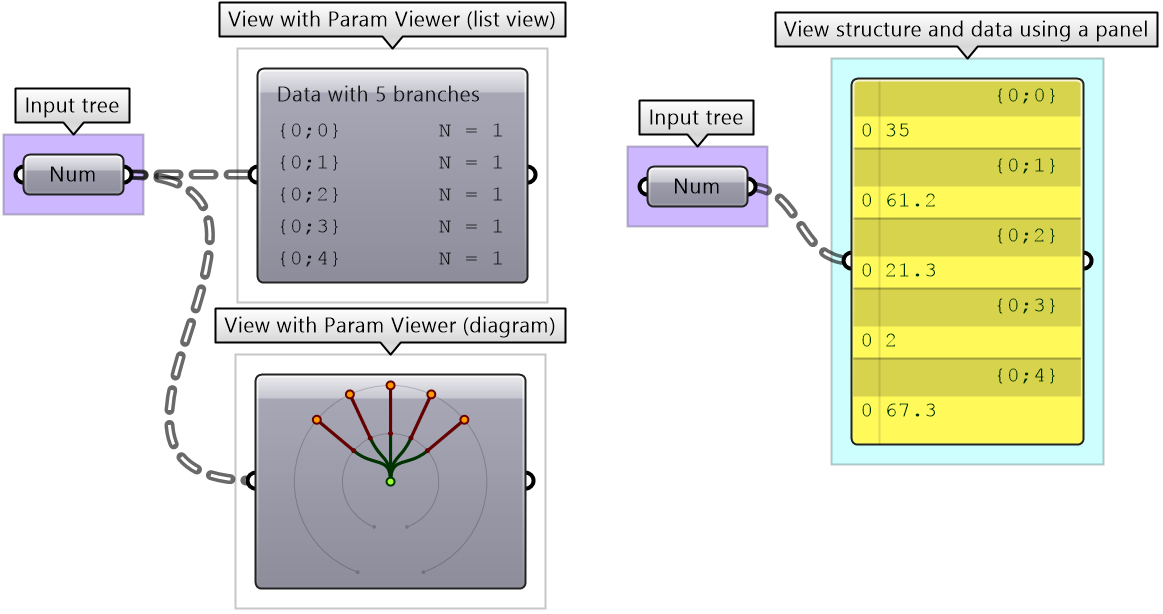 View with Param Viewer (list view)
Input tree
Num
Data with 5 branches
{0;0} N = 1
{0;1} N = 1
{0;2} N = 1
{0;3} N = 1
{0;4} N = 1
View with Param Viewer (diagram)
View structure and data using a panel
Input tree
Num
{0;0}
0 35
{0;1}
0 61.2
{0;2}
0 21.3
{0;3}
0 2
{0;4}
0 67.3